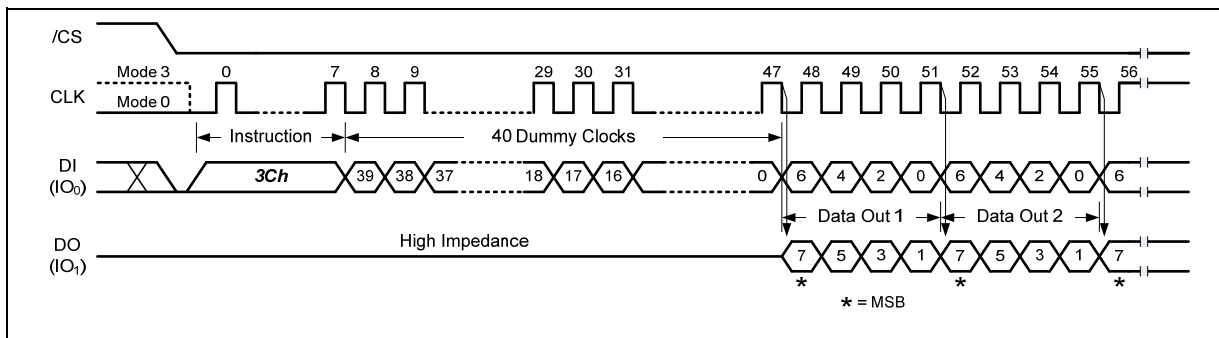 /CS
Mode 3 0 7 8 9 29 30 31 47 48 49 50 51 52 53 54 55 56
CLK
Mode 0
Instruction 40 Dummy Clocks
DI
(IO0)
3Ch 39 38 37 18 17 16 0 6 4 2 0 6 4 2 0 6
Data Out 1 Data Out 2
High Impedance
DO
(IO1)
7 5 3 1 7 5 3 1 7
* * *
* = MSB